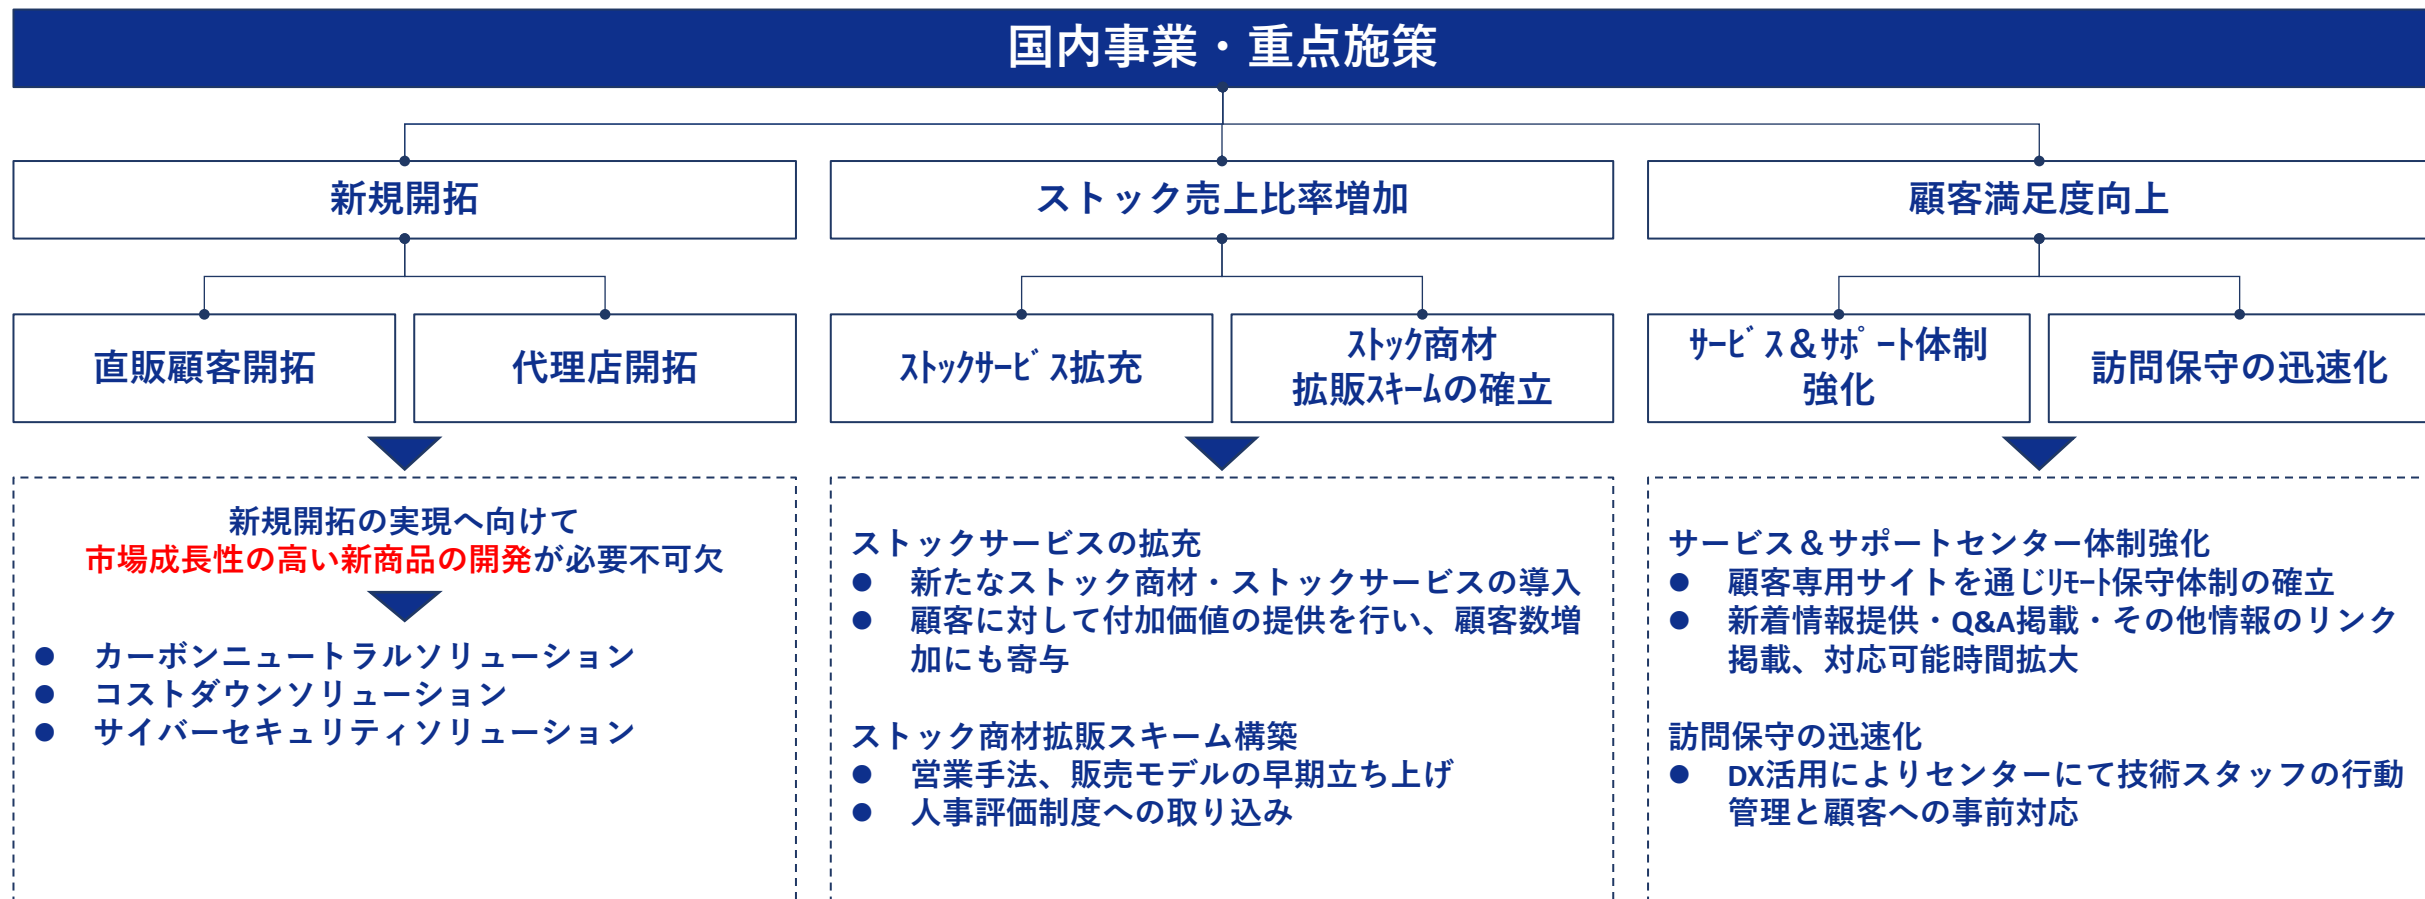 国内事業・重点施策
新規開拓
ストック売上比率増加
顧客満足度向上
直販顧客開拓
代理店開拓
ｽﾄｯｸｻｰﾋﾞｽ拡充
ｽﾄｯｸ商材
拡販ｽｷｰﾑの確立
ｻｰﾋﾞｽ＆ｻﾎﾟｰﾄ体制
強化
訪問保守の迅速化
新規開拓の実現へ向けて
市場成長性の高い新商品の開発が必要不可欠
● カーボンニュートラルソリューション
● コストダウンソリューション
● サイバーセキュリティソリューション
ストックサービスの拡充
● 新たなストック商材・ストックサービスの導入
● 顧客に対して付加価値の提供を行い、顧客数増
加にも寄与
ストック商材拡販スキーム構築
● 営業手法、販売モデルの早期立ち上げ
● 人事評価制度への取り込み
サービス＆サポートセンター体制強化
● 顧客専用サイトを通じﾘﾓｰﾄ保守体制の確立
● 新着情報提供・Q&A掲載・その他情報のリンク
掲載、対応可能時間拡大
訪問保守の迅速化
● DX活用によりセンターにて技術スタッフの行動
管理と顧客への事前対応